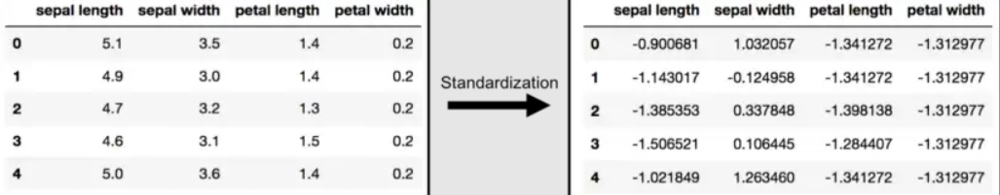 sepal length sepal width petal length petal width
0 5.1 3.5 1.4 0.2
1 4.9 3.0 1.4 0.2
2 4.7 3.2 1.3 0.2
3 4.6 3.1 1.5 0.2
4 5.0 3.6 1.4 0.2
Standardization
sepal length sepal width petal length petal width
0 -0.900681 1.032057 -1.341272 -1.312977
1 -1.143017 -0.124958 -1.341272 -1.312977
2 -1.385353 0.337848 -1.398138 -1.312977
3 -1.506521 0.106445 -1.284407 -1.312977
4 -1.021849 1.263460 -1.341272 -1.312977